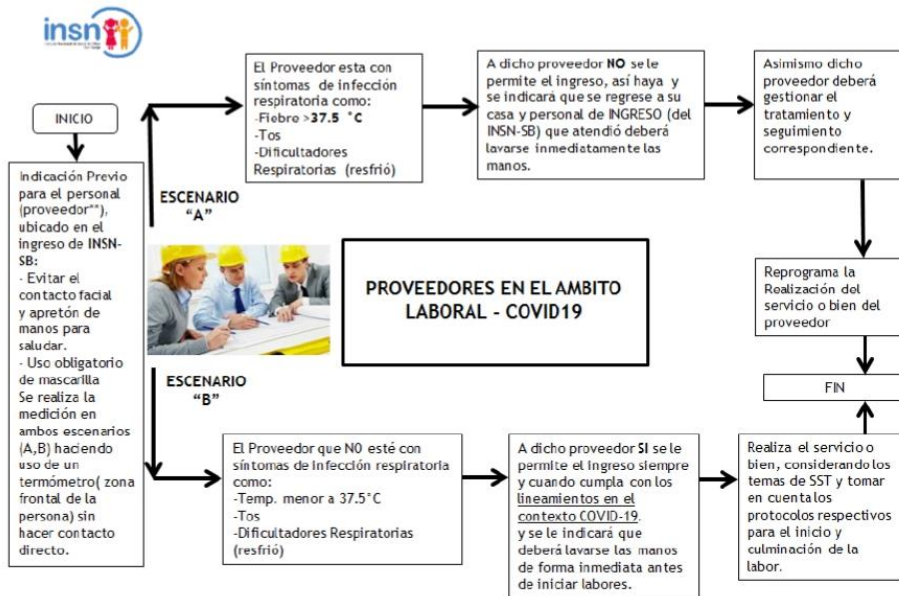 insn
INICIO
Indicación Previo
para el personal
(proveedor**),
ubicado en el
ingreso de INSN-
SB:
- Evitar el
contacto facial
y apretón de
manos para
saludar.
- Uso obligatorio
de mascarilla
Se realiza la
medición en
ambos escenarios
(A,B) haciendo
uso de un
termómetro( zona
frontal de la
persona) sin
hacer contacto
directo.
ESCENARIO
"A"
El Proveedor esta con
síntomas de infección
respiratoria como:
-Fiebre >37.5 °C
-Tos
-Dificultadores
Respiratorias (resfrió)
A dicho proveedor NO se le
permite el ingreso, así haya y
se indicará que se regrese a su
casa y personal de INGRESO (del
INSN-SB) que atendió deberá
lavarse inmediatamente las
manos.
Asimismo dicho
proveedor deberá
gestionar el
tratamiento y
seguimiento
correspondiente.
Reprograma la
Realización del
servicio o bien del
proveedor
PROVEEDORES EN EL AMBITO
LABORAL - COVID19
ESCENARIO
"B"
El Proveedor que NO esté con
síntomas de infección respiratoria
como:
-Temp. menor a 37.5°C
-Tos
-Dificultadores Respiratorias
(resfrió)
A dicho proveedor SI se le
permite el ingreso siempre
y cuando cumpla con los
lineamientos en el
contexto COVID-19.
y se le indicará que
deberá lavarse las manos
de forma inmediata antes
de iniciar labores.
Realiza el servicio o
bien, considerando los
temas de SST y tomar
en cuenta los
protocolos respectivos
para el inicio y
culminación de la
labor.
FIN